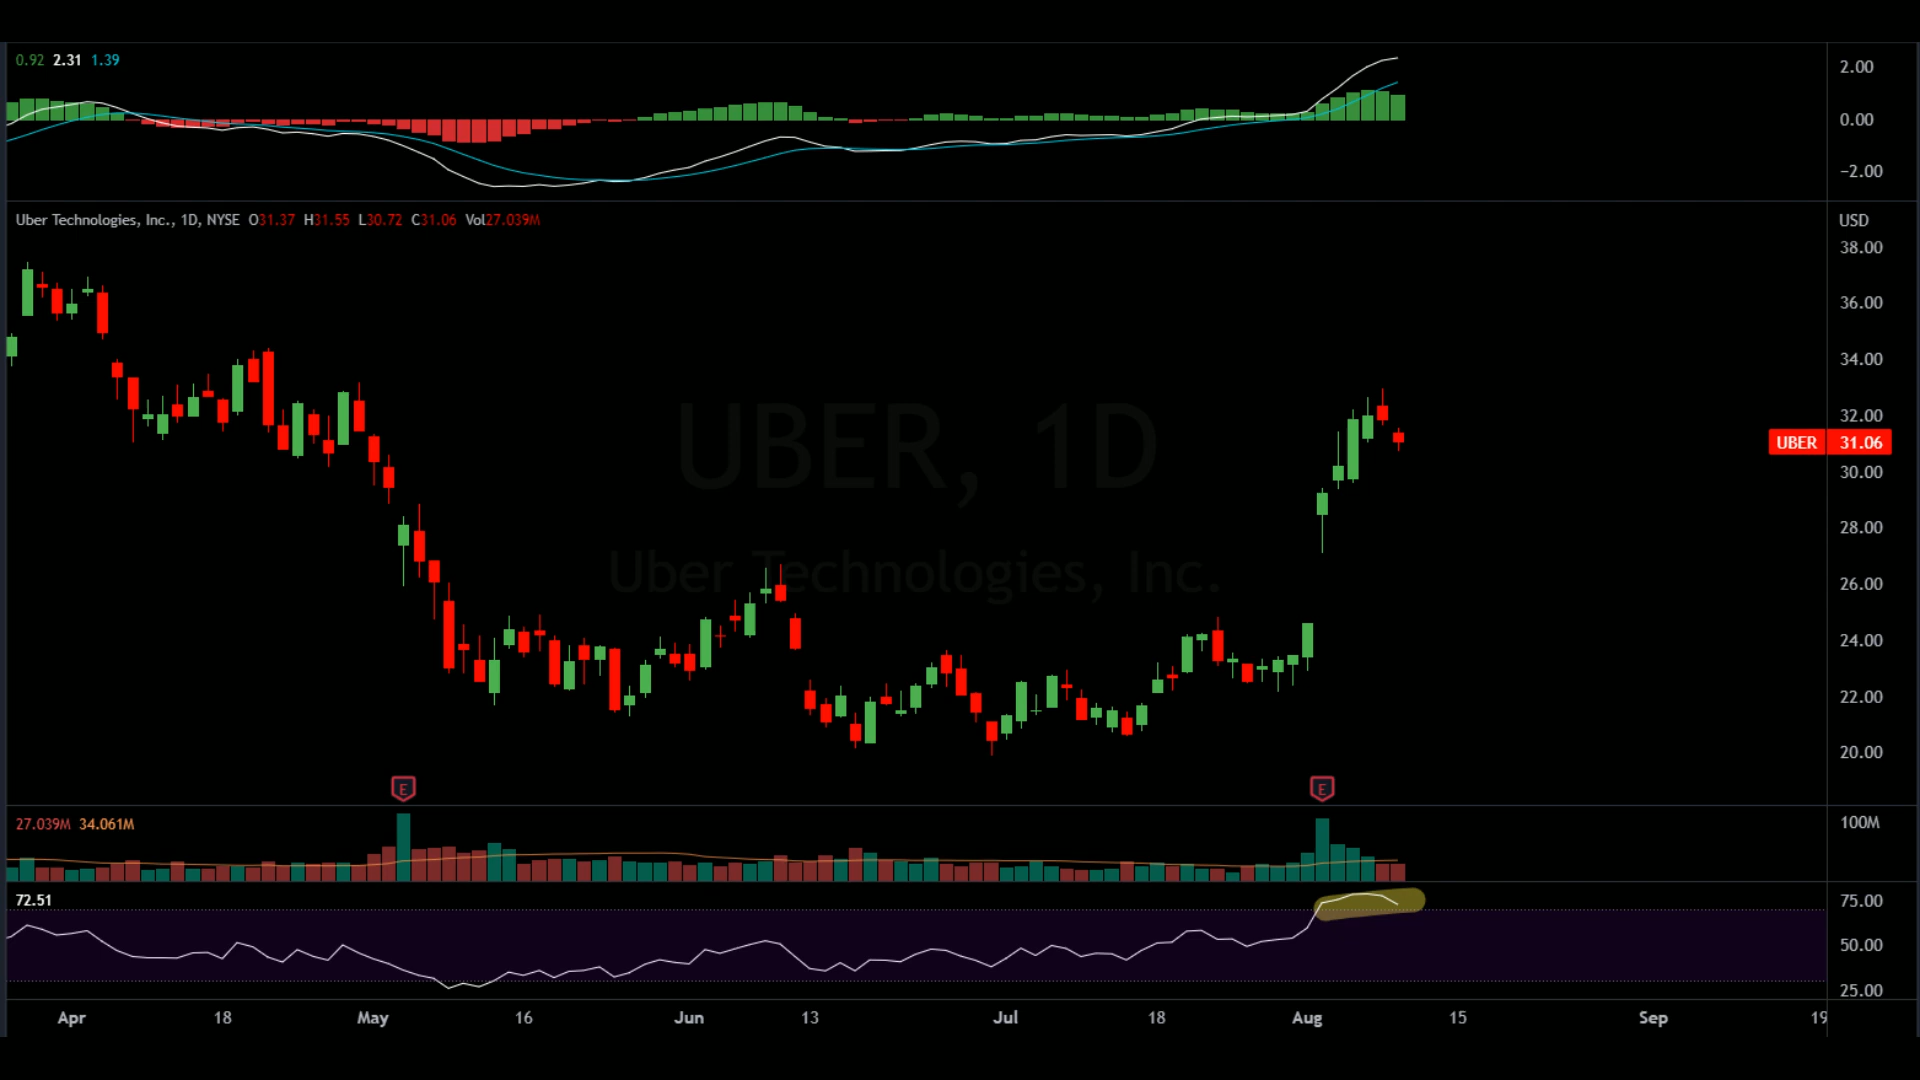 0.92 2.31 1.39
2.00
0.00
−2.00
Uber Technologies, Inc., 1D, NYSE O31.37 H31.55 L30.72 C31.06 Vol27.039M
USD
38.00
36.00
34.00
32.00
UBER 31.06
30.00
28.00
26.00
24.00
22.00
20.00
UBER, 1D
Uber Technologies, Inc.
E E
27.039M 34.061M
100M
72.51
75.00
50.00
25.00
Apr 18 May 16 Jun 13 Jul 18 Aug 15 Sep 19